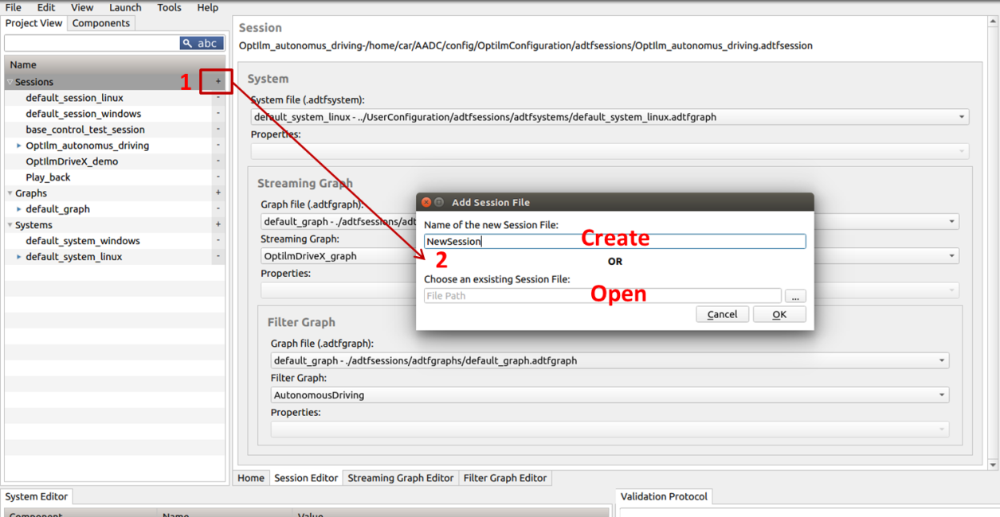 File Edit View Launch Tools Help
Project View Components
abc
Name
Sessions +
default_session_linux -
default_session_windows -
base_control_test_session -
OptIlm_autonomus_driving -
OptIlmDriveX_demo -
Play_back -
Graphs +
default_graph -
Systems +
default_system_windows -
default_system_linux -
1
Session
OptIlm_autonomus_driving-/home/car/AADC/config/OptilmConfiguration/adtfsessions/OptIlm_autonomus_driving.adtfsession
System
System file (.adtfsystem):
default_system_linux - ../UserConfiguration/adtfsessions/adtfsystems/default_system_linux.adtfgraph
Properties:
Streaming Graph
Graph file (.adtfgraph):
default_graph - ./adtfsessions/adt
Streaming Graph:
OptilmDriveX_graph
Properties:
Filter Graph
Graph file (.adtfgraph):
default_graph - ./adtfsessions/adtfgraphs/default_graph.adtfgraph
Filter Graph:
AutonomousDriving
Properties:
Add Session File
Name of the new Session File:
NewSession
Create
2
OR
Choose an exsisting Session File:
File Path
Open
...
Cancel OK
Home Session Editor Streaming Graph Editor Filter Graph Editor
System Editor
Component Name Value
Validation Protocol